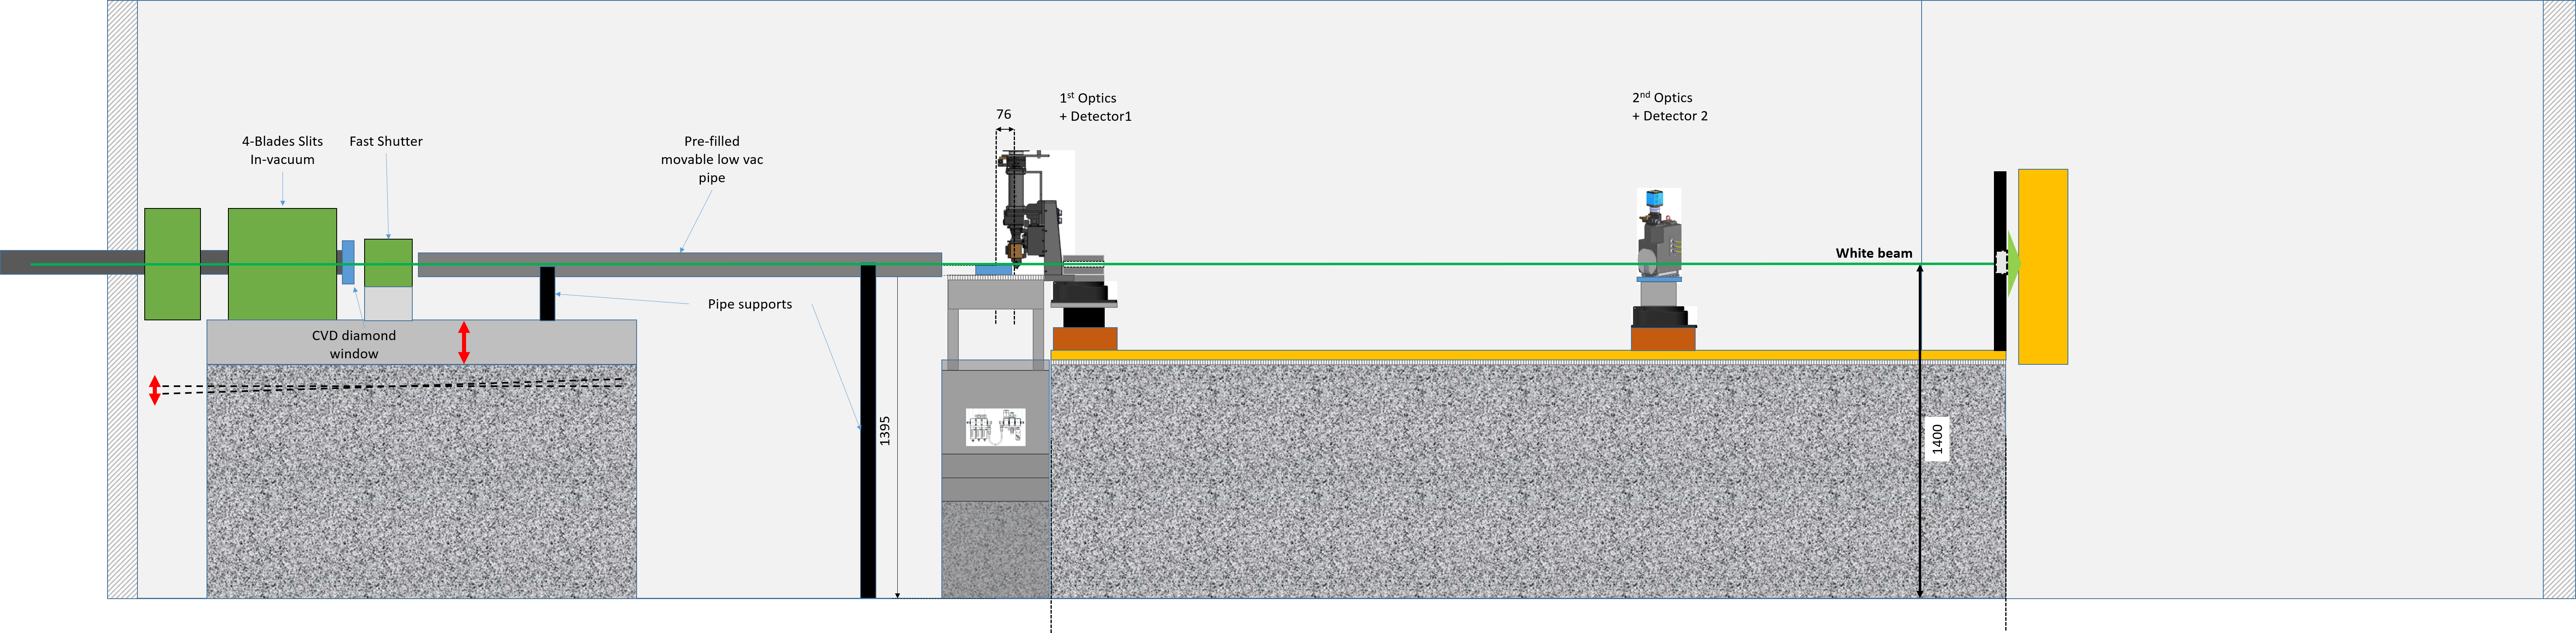 1st Optics
+ Detector1
2nd Optics
+ Detector 2
76
4-Blades Slits
In-vacuum
Fast Shutter
Pre-filled
movable low vac
pipe
White beam
Pipe supports
CVD diamond
window
1395
1400